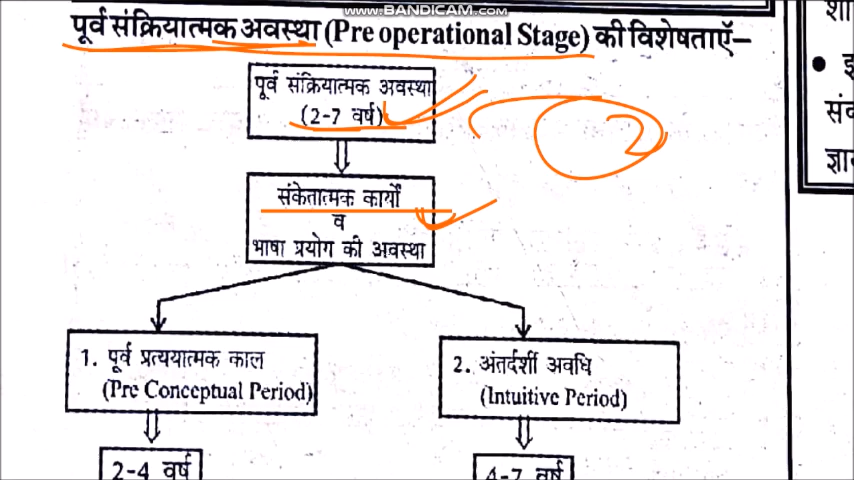 www.BANDICAM.com
पूर्व संक्रियात्मक अवस्था (Pre operational Stage) की विशेषताएँ–
पूर्व संक्रियात्मक अवस्था
(2-7 वर्ष)
2
संकेतात्मक कार्यों
व
भाषा प्रयोग की अवस्था
1. पूर्व प्रत्ययात्मक काल
(Pre Conceptual Period)
2. अंतर्दर्शी अवधि
(Intuitive Period)
2-4 वर्ष
4-7 वर्ष